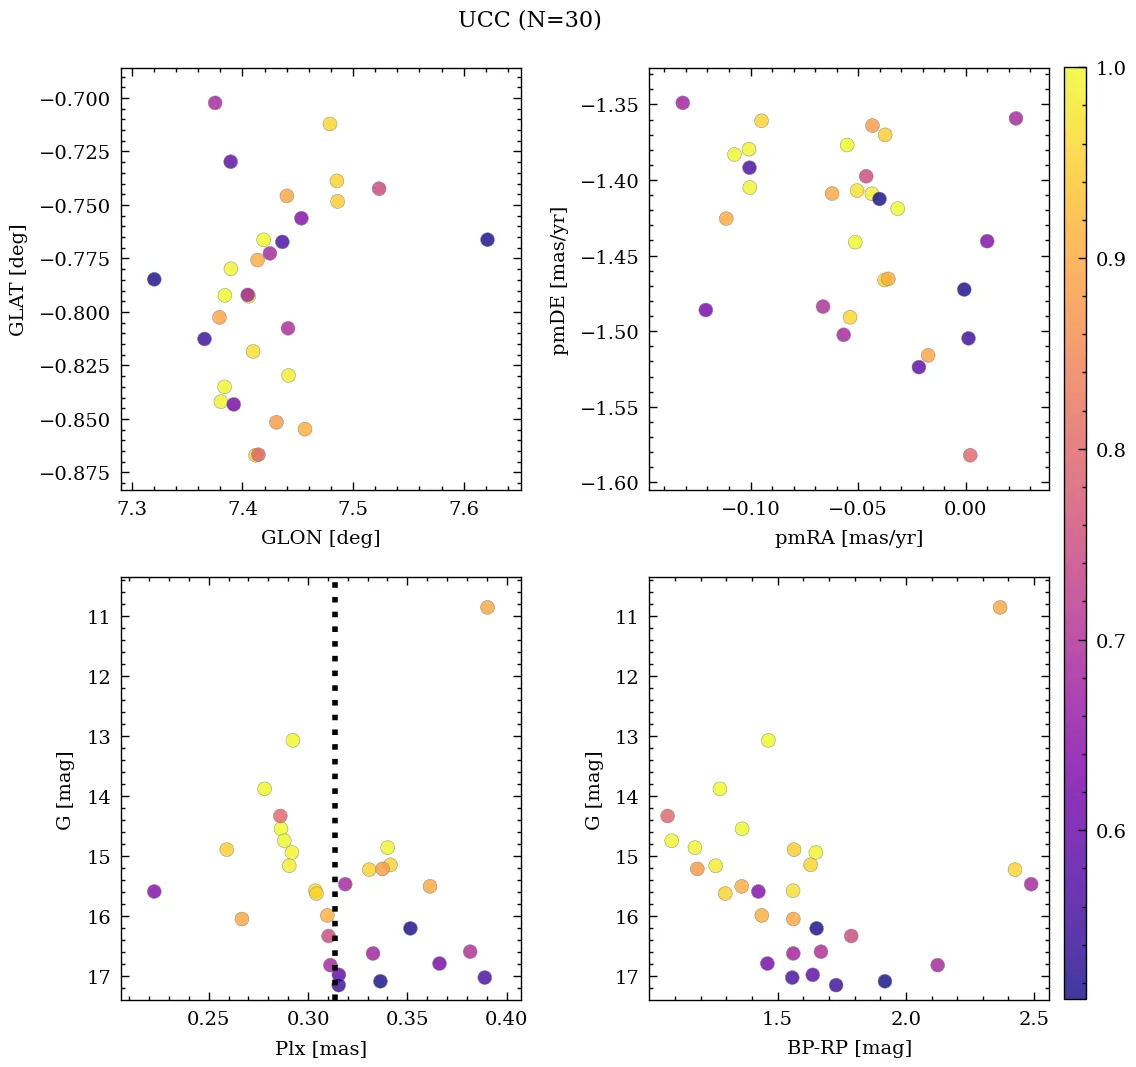 UCC (N=30)
−0.700
−0.725
−0.750
−0.775
−0.800
−0.825
−0.850
−0.875
GLAT [deg]
7.3 7.4 7.5 7.6
GLON [deg]
−1.35
−1.40
−1.45
−1.50
−1.55
−1.60
pmDE [mas/yr]
−0.10 −0.05 0.00
pmRA [mas/yr]
1.0
0.9
0.8
0.7
0.6
11
12
13
14
15
16
17
G [mag]
0.25 0.30 0.35 0.40
Plx [mas]
11
12
13
14
15
16
17
G [mag]
1.5 2.0 2.5
BP-RP [mag]